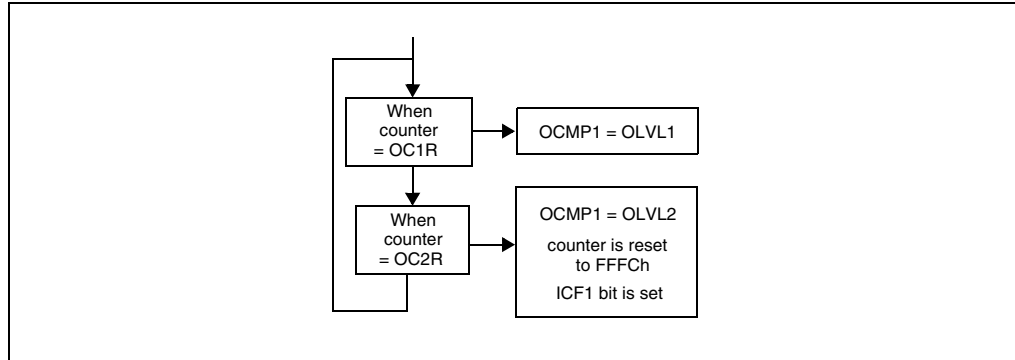 When
counter
= OC1R
OCMP1 = OLVL1
When
counter
= OC2R
OCMP1 = OLVL2
counter is reset
to FFFCh
ICF1 bit is set